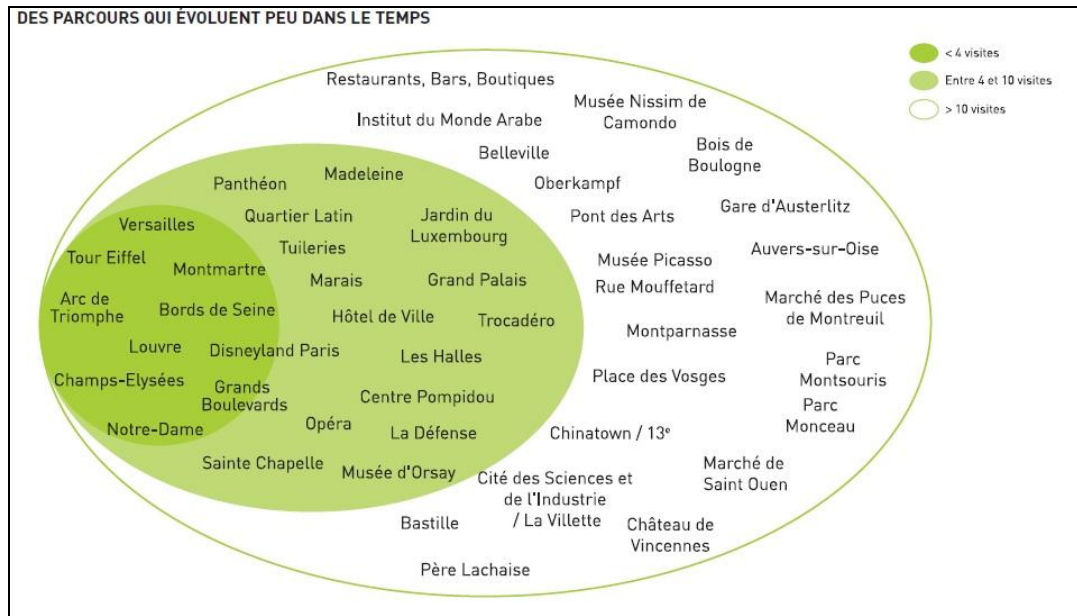 DES PARCOURS QUI ÉVOLUENT PEU DANS LE TEMPS
< 4 visites
Entre 4 et 10 visites
> 10 visites
Restaurants, Bars, Boutiques
Musée Nissim de
Camondo
Institut du Monde Arabe
Belleville
Bois de
Boulogne
Madeleine
Panthéon
Oberkampf
Versailles
Quartier Latin
Jardin du
Luxembourg
Pont des Arts
Gare d'Austerlitz
Tour Eiffel
Tuileries
Montmartre
Musée Picasso
Auvers-sur-Oise
Marais
Grand Palais
Rue Mouffetard
Arc de
Triomphe
Bords de Seine
Hôtel de Ville
Trocadéro
Marché des Puces
de Montreuil
Montparnasse
Louvre
Disneyland Paris
Les Halles
Parc
Montsouris
Champs-Elysées
Grands
Boulevards
Centre Pompidou
Place des Vosges
Parc
Monceau
Notre-Dame
Opéra
La Défense
Chinatown / 13e
Sainte Chapelle
Musée d'Orsay
Cité des Sciences et
de l'Industrie
/ La Villette
Marché de
Saint Ouen
Bastille
Château de
Vincennes
Père Lachaise